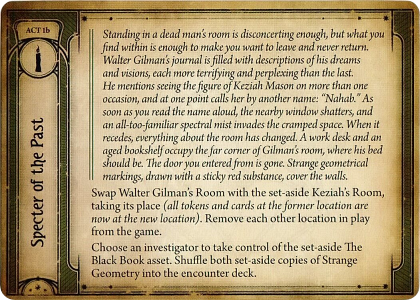 ACT 1b
Specter of the Past
Standing in a dead man's room is disconcerting enough, but what you
find within is enough to make you want to leave and never return.
Walter Gilman's journal is filled with descriptions of his dreams
and visions, each more terrifying and perplexing than the last.
He mentions seeing the figure of Keziah Mason on more than one
occasion, and at one point calls her by another name: "Nahab." As
soon as you read the name aloud, the nearby window shatters, and
an all-too-familiar spectral mist invades the cramped space. When it
recedes, everything about the room has changed. A work desk and an
aged bookshelf occupy the far corner of Gilman's room, where his bed
should be. The door you entered from is gone. Strange geometrical
markings, drawn with a sticky red substance, cover the walls.
Swap Walter Gilman's Room with the set-aside Keziah's Room,
taking its place (all tokens and cards at the former location are
now at the new location). Remove each other location in play
from the game.
Choose an investigator to take control of the set-aside The
Black Book asset. Shuffle both set-aside copies of Strange
Geometry into the encounter deck.